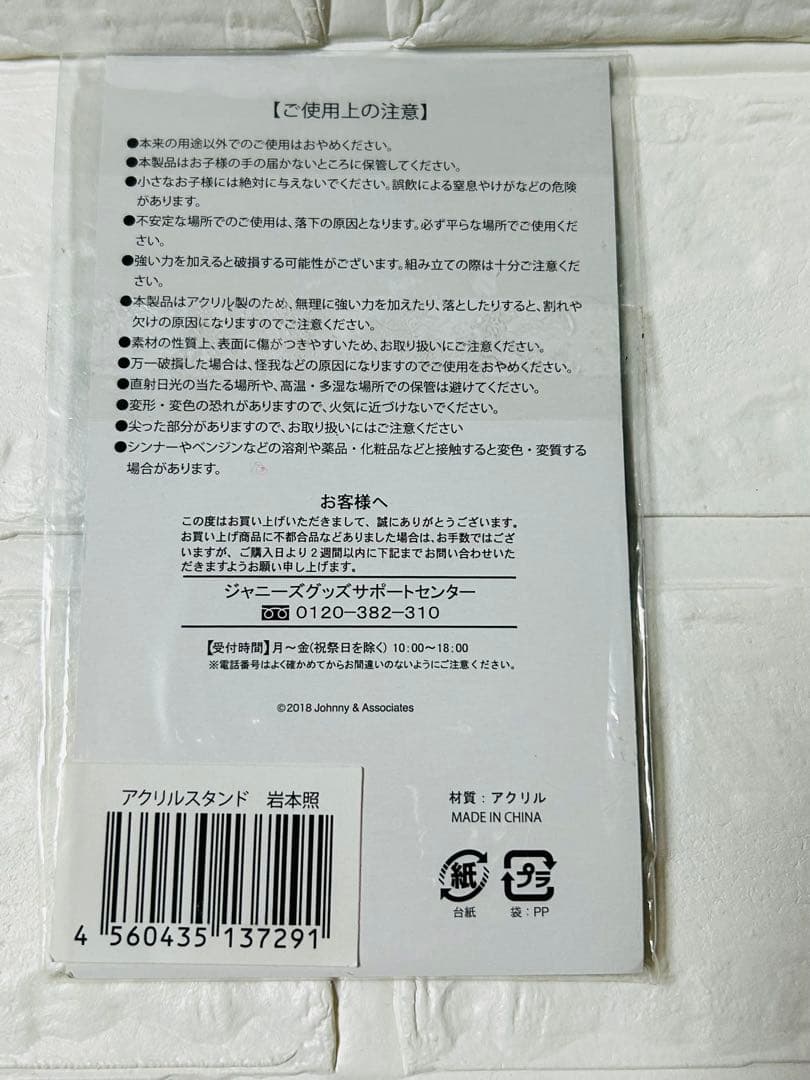 【ご使用上の注意】
●本来の用途以外でのご使用はおやめください。
●本製品はお子様の手の届かないところに保管してください。
●小さなお子様には絶対に与えないでください。誤飲による窒息やけがなどの危険
があります。
●不安定な場所でのご使用は、落下の原因となります。必ず平らな場所でご使用くだ
さい。
●強い力を加えると破損する可能性がございます。組み立ての際は十分ご注意くだ
さい。
●本製品はアクリル製のため、無理に強い力を加えたり、落としたりすると、割れや
欠けの原因になりますのでご注意ください。
●素材の性質上、表面に傷がつきやすいため、お取り扱いにご注意ください。
●万一破損した場合は、怪我などの原因になりますのでご使用をおやめください。
●直射日光の当たる場所や、高温・多湿な場所での保管は避けてください。
●変形・変色の恐れがありますので、火気に近づけないでください。
●尖った部分がありますので、お取り扱いにはご注意ください
●シンナーやベンジンなどの溶剤や薬品・化粧品などと接触すると変色・変質する
場合があります。
お客様へ
この度はお買い上げいただきまして、誠にありがとうございます。
お買い上げ商品に不都合品などありました場合は、お手数ではござ
いますが、ご購入日より2週間以内に下記までお問い合わせいた
だきますようお願い申し上げます。
ジャニーズグッズサポートセンター
0120-382-310
【受付時間】月～金(祝祭日を除く) 10:00～18:00
※電話番号はよく確かめてからお間違いのないようにご注意ください。
©2018 Johnny & Associates
アクリルスタンド 岩本照
4 560435 137291
材質：アクリル
MADE IN CHINA
紙
台紙
プラ
袋：PP